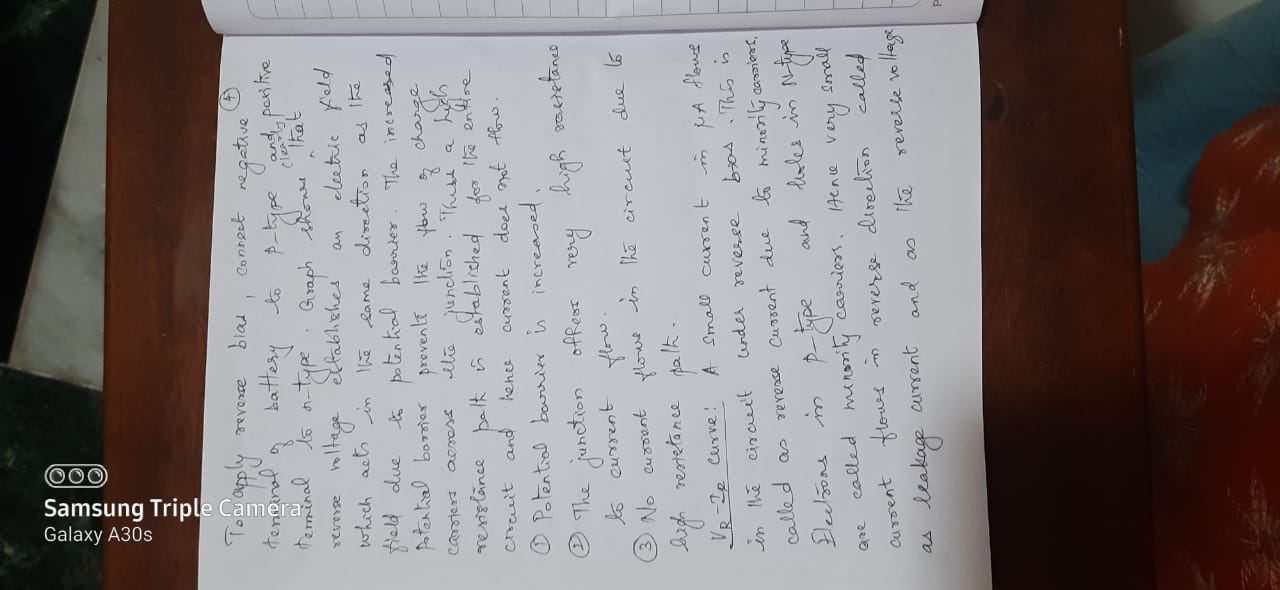 ④
To apply reverse bias, connect negative
terminal of battery to p-type and positive
terminal to n-type. Graph clearly shows that
reverse voltage establishes an electric field
which acts in the same direction as the
field due to potential barrier. The increased
potential barrier prevents the flow of charge
carriers across the junction. Thus a high
resistance path is established for the entire
circuit and hence current does not flow.
① Potential barrier is increased.
② The junction offers very high resistance
to current flow.
③ No current flows in the circuit due to
high resistance path.
VR-IR curve: A small current in μA flows
in the circuit under reverse bias. This is
called as reverse current due to minority carriers.
Electrons in p-type and holes in N-type
are called minority carriers. Hence very small
current flows in reverse direction called
as leakage current and as the reverse voltage
Samsung Triple Camera
Galaxy A30s